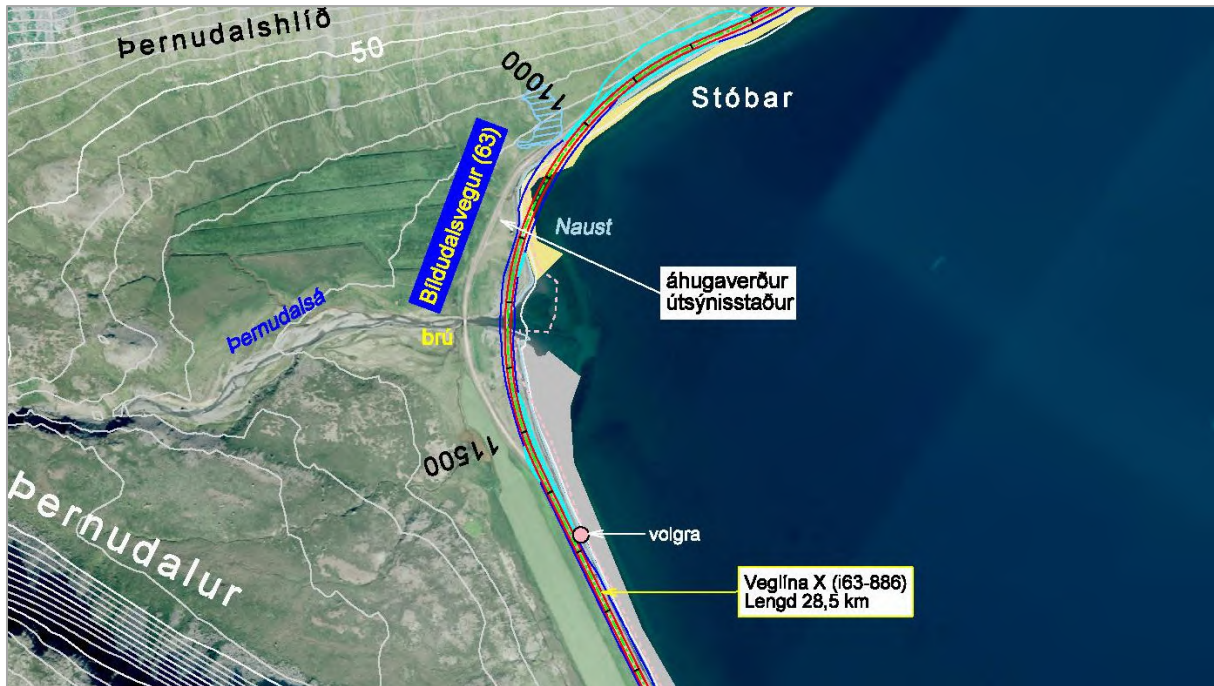 Þernudalshlíð
50
11000
Stóbar
Bíldudalsvegur (63)
Naust
áhugaverður
útsýnisstaður
Þernudalsá
brú
11500
Þernudalur
volgra
Veglína X (i63-886)
Lengd 28,5 km